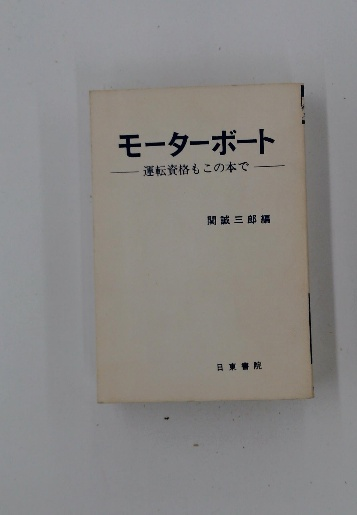 モーターボート
── 運転資格もこの本で ──
関誠三郎編
日東書院